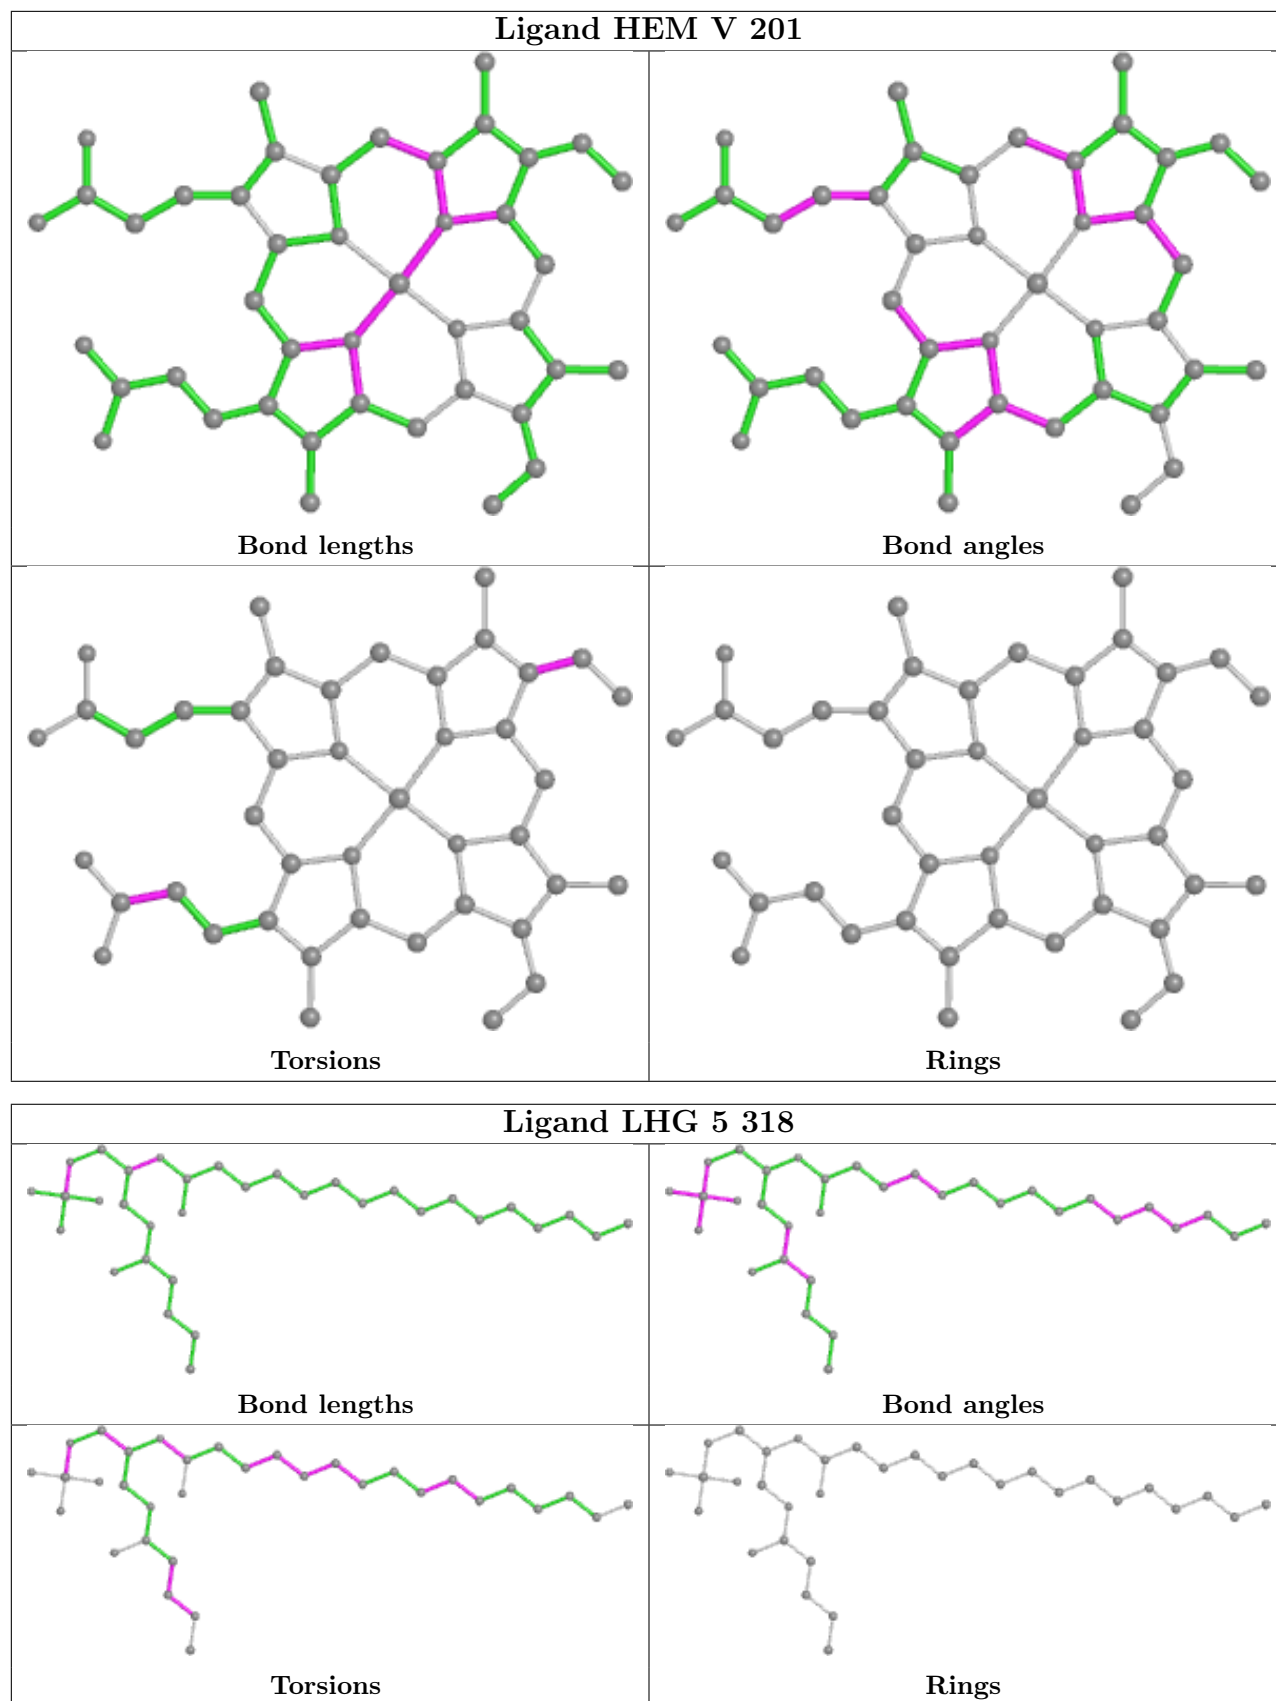 Ligand HEM V 201
Bond lengths
Bond angles
Torsions
Rings
Ligand LHG 5 318
Bond lengths
Bond angles
Torsions
Rings